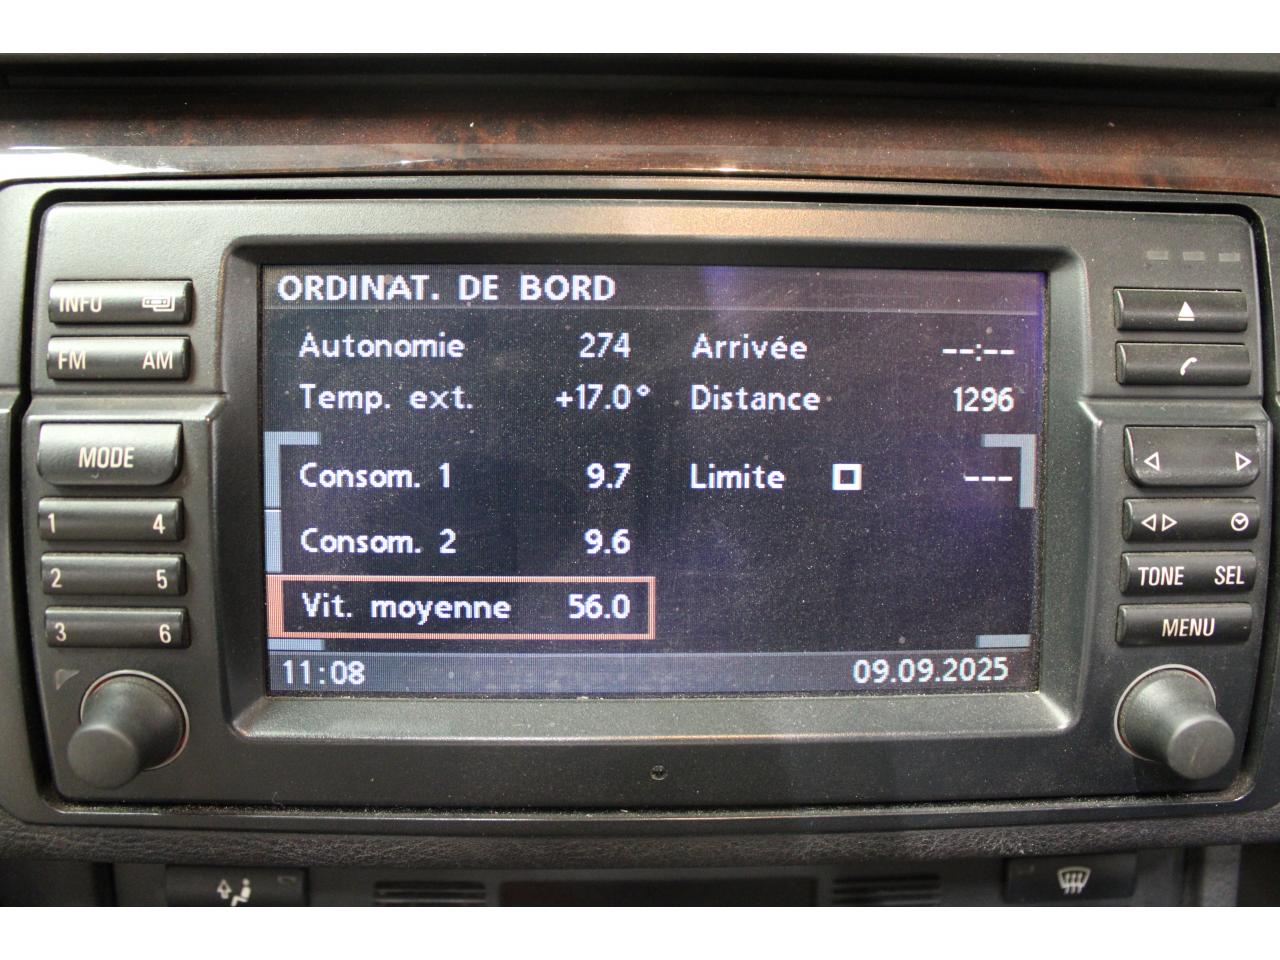 ORDINAT. DE BORD
Autonomie 274 Arrivée --:--
Temp. ext. +17.0° Distance 1296
Consom. 1 9.7 Limite ---
Consom. 2 9.6
Vit. moyenne 56.0
11:08 09.09.2025
INFO
FM AM
MODE
1 4
2 5
3 6
TONE SEL
MENU